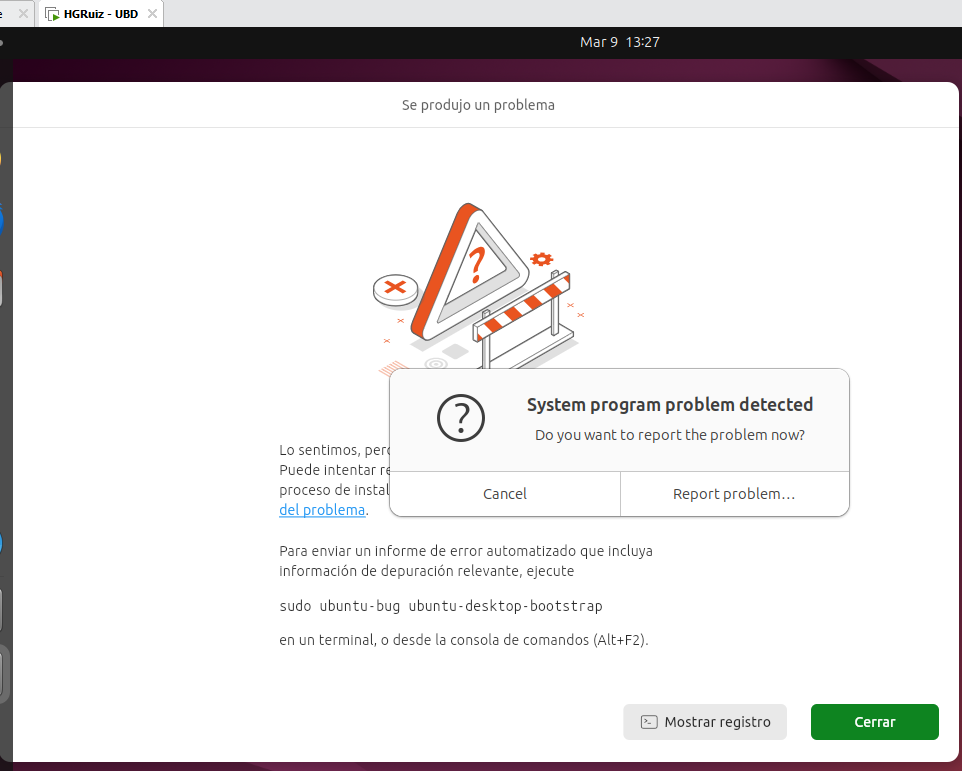 e
HGRuiz - UBD
Mar 9 13:27
Se produjo un problema
System program problem detected
Do you want to report the problem now?
Cancel
Report problem...
Lo sentimos, perc
Puede intentar re
proceso de instal
del problema.
Para enviar un informe de error automatizado que incluya
información de depuración relevante, ejecute
sudo ubuntu-bug ubuntu-desktop-bootstrap
en un terminal, o desde la consola de comandos (Alt+F2).
Mostrar registro
Cerrar